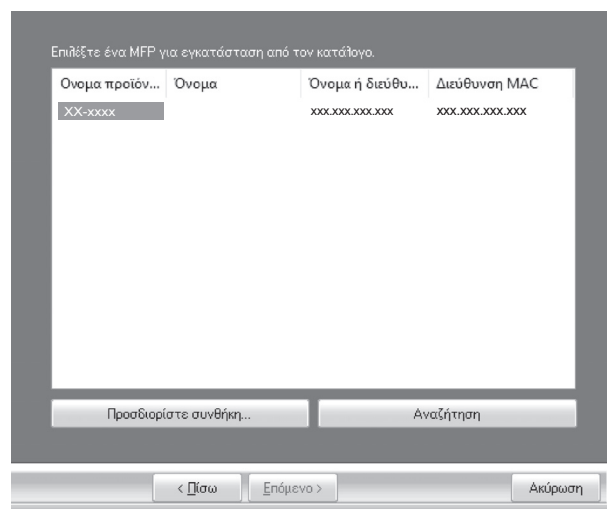 Επιλέξτε ένα MFP για εγκατάσταση από τον κατάλογο.
Ονομα προϊόν... Όνομα Όνομα ή διεύθυ... Διεύθυνση MAC
XX-xxxx xxx.xxx.xxx.xxx xxx.xxx.xxx.xxx
Προσδιορίστε συνθήκη... Αναζήτηση
< Πίσω Επόμενο > Ακύρωση